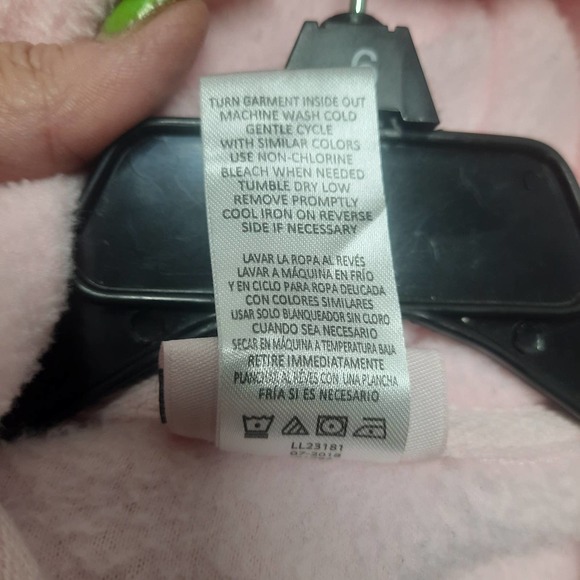 TURN GARMENT INSIDE OUT
MACHINE WASH COLD
GENTLE CYCLE
WITH SIMILAR COLORS
USE NON-CHLORINE
BLEACH WHEN NEEDED
TUMBLE DRY LOW
REMOVE PROMPTLY
COOL IRON ON REVERSE
SIDE IF NECESSARY
LAVAR LA ROPA AL REVÉS
LAVAR A MÁQUINA EN FRÍO
Y EN CICLO PARA ROPA DELICADA
CON COLORES SIMILARES
USAR SOLO BLANQUEADOR SIN CLORO
CUANDO SEA NECESARIO
SECAR EN MÁQUINA A TEMPERATURA BAJA
RETIRE IMMEDIATAMENTE
PLANCHAR AL RÉVES CON UNA PLANCHA
FRÍA SI ES NECESARIO
LL23181